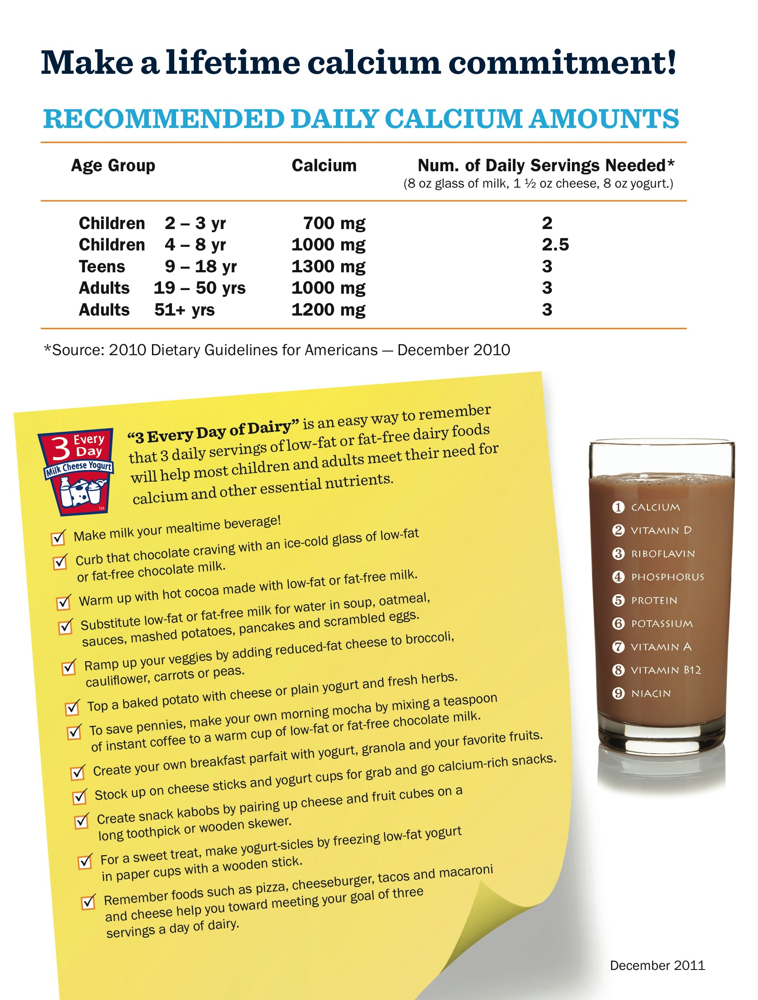 Make a lifetime calcium commitment!
RECOMMENDED DAILY CALCIUM AMOUNTS
Age Group Calcium Num. of Daily Servings Needed*
(8 oz glass of milk, 1 ½ oz cheese, 8 oz yogurt.)
Children 2 – 3 yr 700 mg 2
Children 4 – 8 yr 1000 mg 2.5
Teens 9 – 18 yr 1300 mg 3
Adults 19 – 50 yrs 1000 mg 3
Adults 51+ yrs 1200 mg 3
*Source: 2010 Dietary Guidelines for Americans — December 2010
3 Every
Day
Milk Cheese Yogurt
TM
“3 Every Day of Dairy” is an easy way to remember
that 3 daily servings of low-fat or fat-free dairy foods
will help most children and adults meet their need for
calcium and other essential nutrients.
Make milk your mealtime beverage!
Curb that chocolate craving with an ice-cold glass of low-fat
or fat-free chocolate milk.
Warm up with hot cocoa made with low-fat or fat-free milk.
Substitute low-fat or fat-free milk for water in soup, oatmeal,
sauces, mashed potatoes, pancakes and scrambled eggs.
Ramp up your veggies by adding reduced-fat cheese to broccoli,
cauliflower, carrots or peas.
Top a baked potato with cheese or plain yogurt and fresh herbs.
To save pennies, make your own morning mocha by mixing a teaspoon
of instant coffee to a warm cup of low-fat or fat-free chocolate milk.
Create your own breakfast parfait with yogurt, granola and your favorite fruits.
Stock up on cheese sticks and yogurt cups for grab and go calcium-rich snacks.
Create snack kabobs by pairing up cheese and fruit cubes on a
long toothpick or wooden skewer.
For a sweet treat, make yogurt-sicles by freezing low-fat yogurt
in paper cups with a wooden stick.
Remember foods such as pizza, cheeseburger, tacos and macaroni
and cheese help you toward meeting your goal of three
servings a day of dairy.
1 CALCIUM
2 VITAMIN D
3 RIBOFLAVIN
4 PHOSPHORUS
5 PROTEIN
6 POTASSIUM
7 VITAMIN A
8 VITAMIN B12
9 NIACIN
December 2011